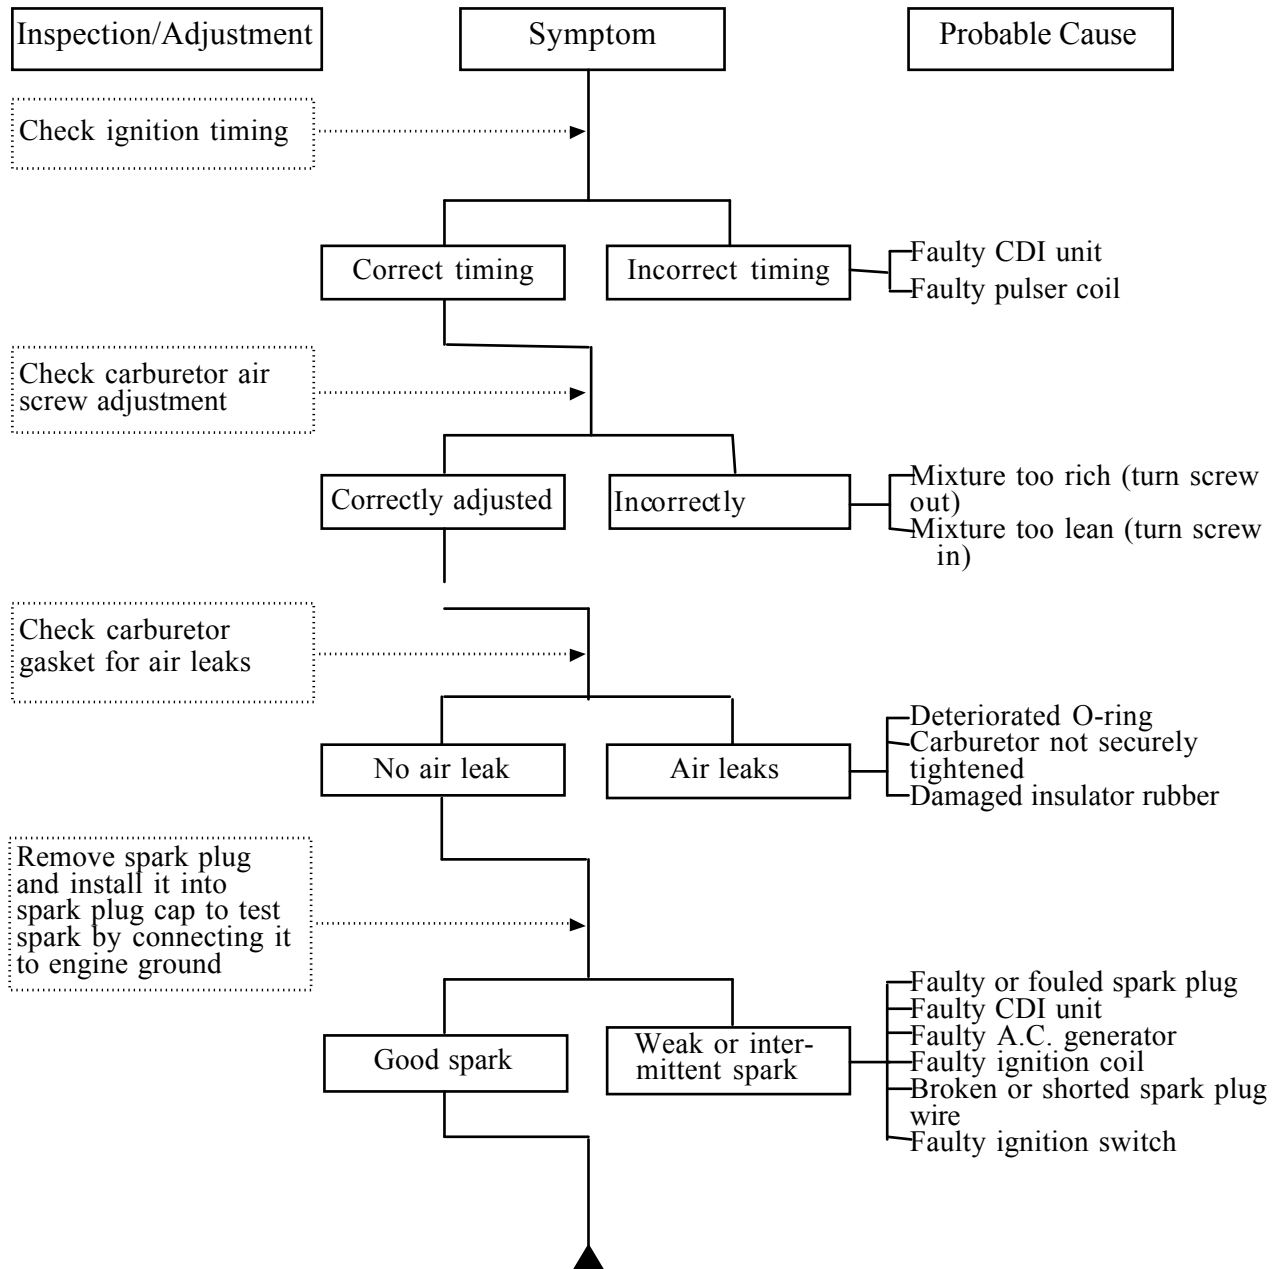 Inspection/Adjustment
Symptom
Probable Cause
Check ignition timing
Correct timing
Incorrect timing
Faulty CDI unit
Faulty pulser coil
Check carburetor air
screw adjustment
Correctly adjusted
Incorrectly
Mixture too rich (turn screw
out)
Mixture too lean (turn screw
in)
Check carburetor
gasket for air leaks
No air leak
Air leaks
Deteriorated O-ring
Carburetor not securely
tightened
Damaged insulator rubber
Remove spark plug
and install it into
spark plug cap to test
spark by connecting it
to engine ground
Good spark
Weak or inter-
mittent spark
Faulty or fouled spark plug
Faulty CDI unit
Faulty A.C. generator
Faulty ignition coil
Broken or shorted spark plug
wire
Faulty ignition switch